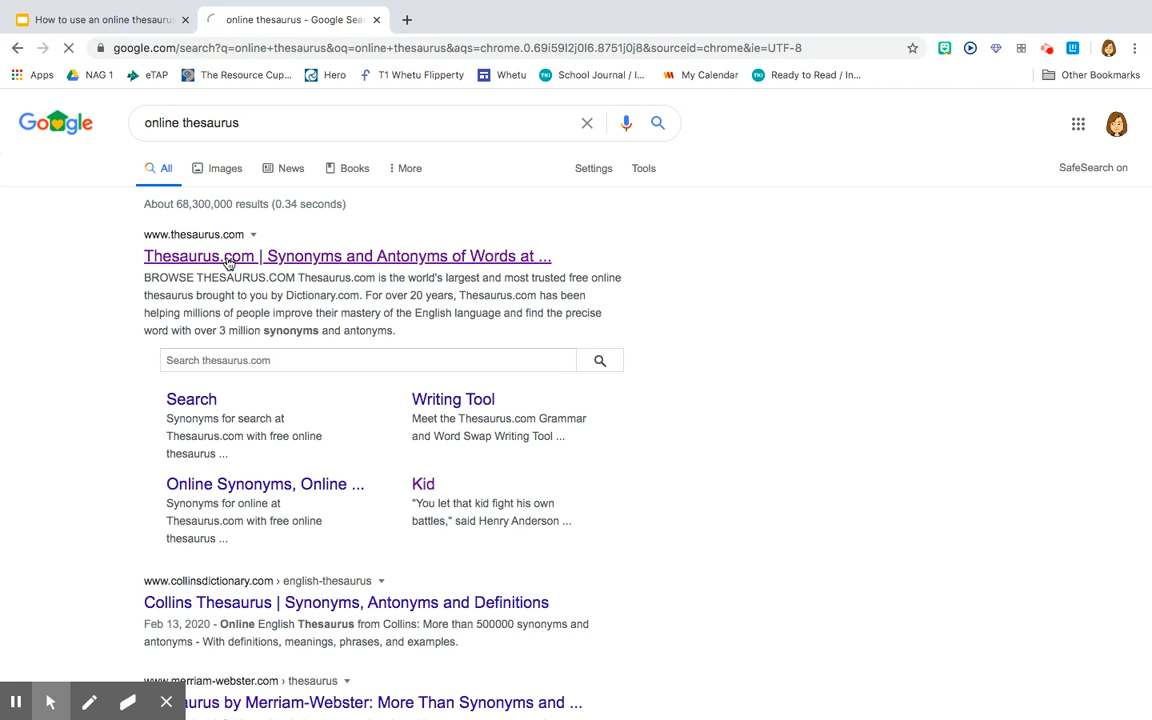 How to use an online thesauru
online thesaurus - Google Sea
google.com/search?q=online+thesaurus&oq=online+thesaurus&aqs=chrome.0.69i59l2j0l6.8751j0j8&sourceid=chrome&ie=UTF-8
Apps
NAG 1
eTAP
The Resource Cup...
Hero
T1 Whetu Flipperty
Whetu
School Journal / I...
My Calendar
Ready to Read / In...
Other Bookmarks
Google
online thesaurus
All
Images
News
Books
More
Settings
Tools
SafeSearch on
About 68,300,000 results (0.34 seconds)
www.thesaurus.com
Thesaurus.com | Synonyms and Antonyms of Words at ...
BROWSE THESAURUS.COM Thesaurus.com is the world's largest and most trusted free online
thesaurus brought to you by Dictionary.com. For over 20 years, Thesaurus.com has been
helping millions of people improve their mastery of the English language and find the precise
word with over 3 million synonyms and antonyms.
Search thesaurus.com
Search
Synonyms for search at
Thesaurus.com with free online
thesaurus ...
Writing Tool
Meet the Thesaurus.com Grammar
and Word Swap Writing Tool ...
Online Synonyms, Online ...
Synonyms for online at
Thesaurus.com with free online
thesaurus ...
Kid
"You let that kid fight his own
battles," said Henry Anderson ...
www.collinsdictionary.com › english-thesaurus
Collins Thesaurus | Synonyms, Antonyms and Definitions
Feb 13, 2020 - Online English Thesaurus from Collins: More than 500000 synonyms and
antonyms - With definitions, meanings, phrases, and examples.
www.merriam-webster.com › thesaurus
aurus by Merriam-Webster: More Than Synonyms and ...